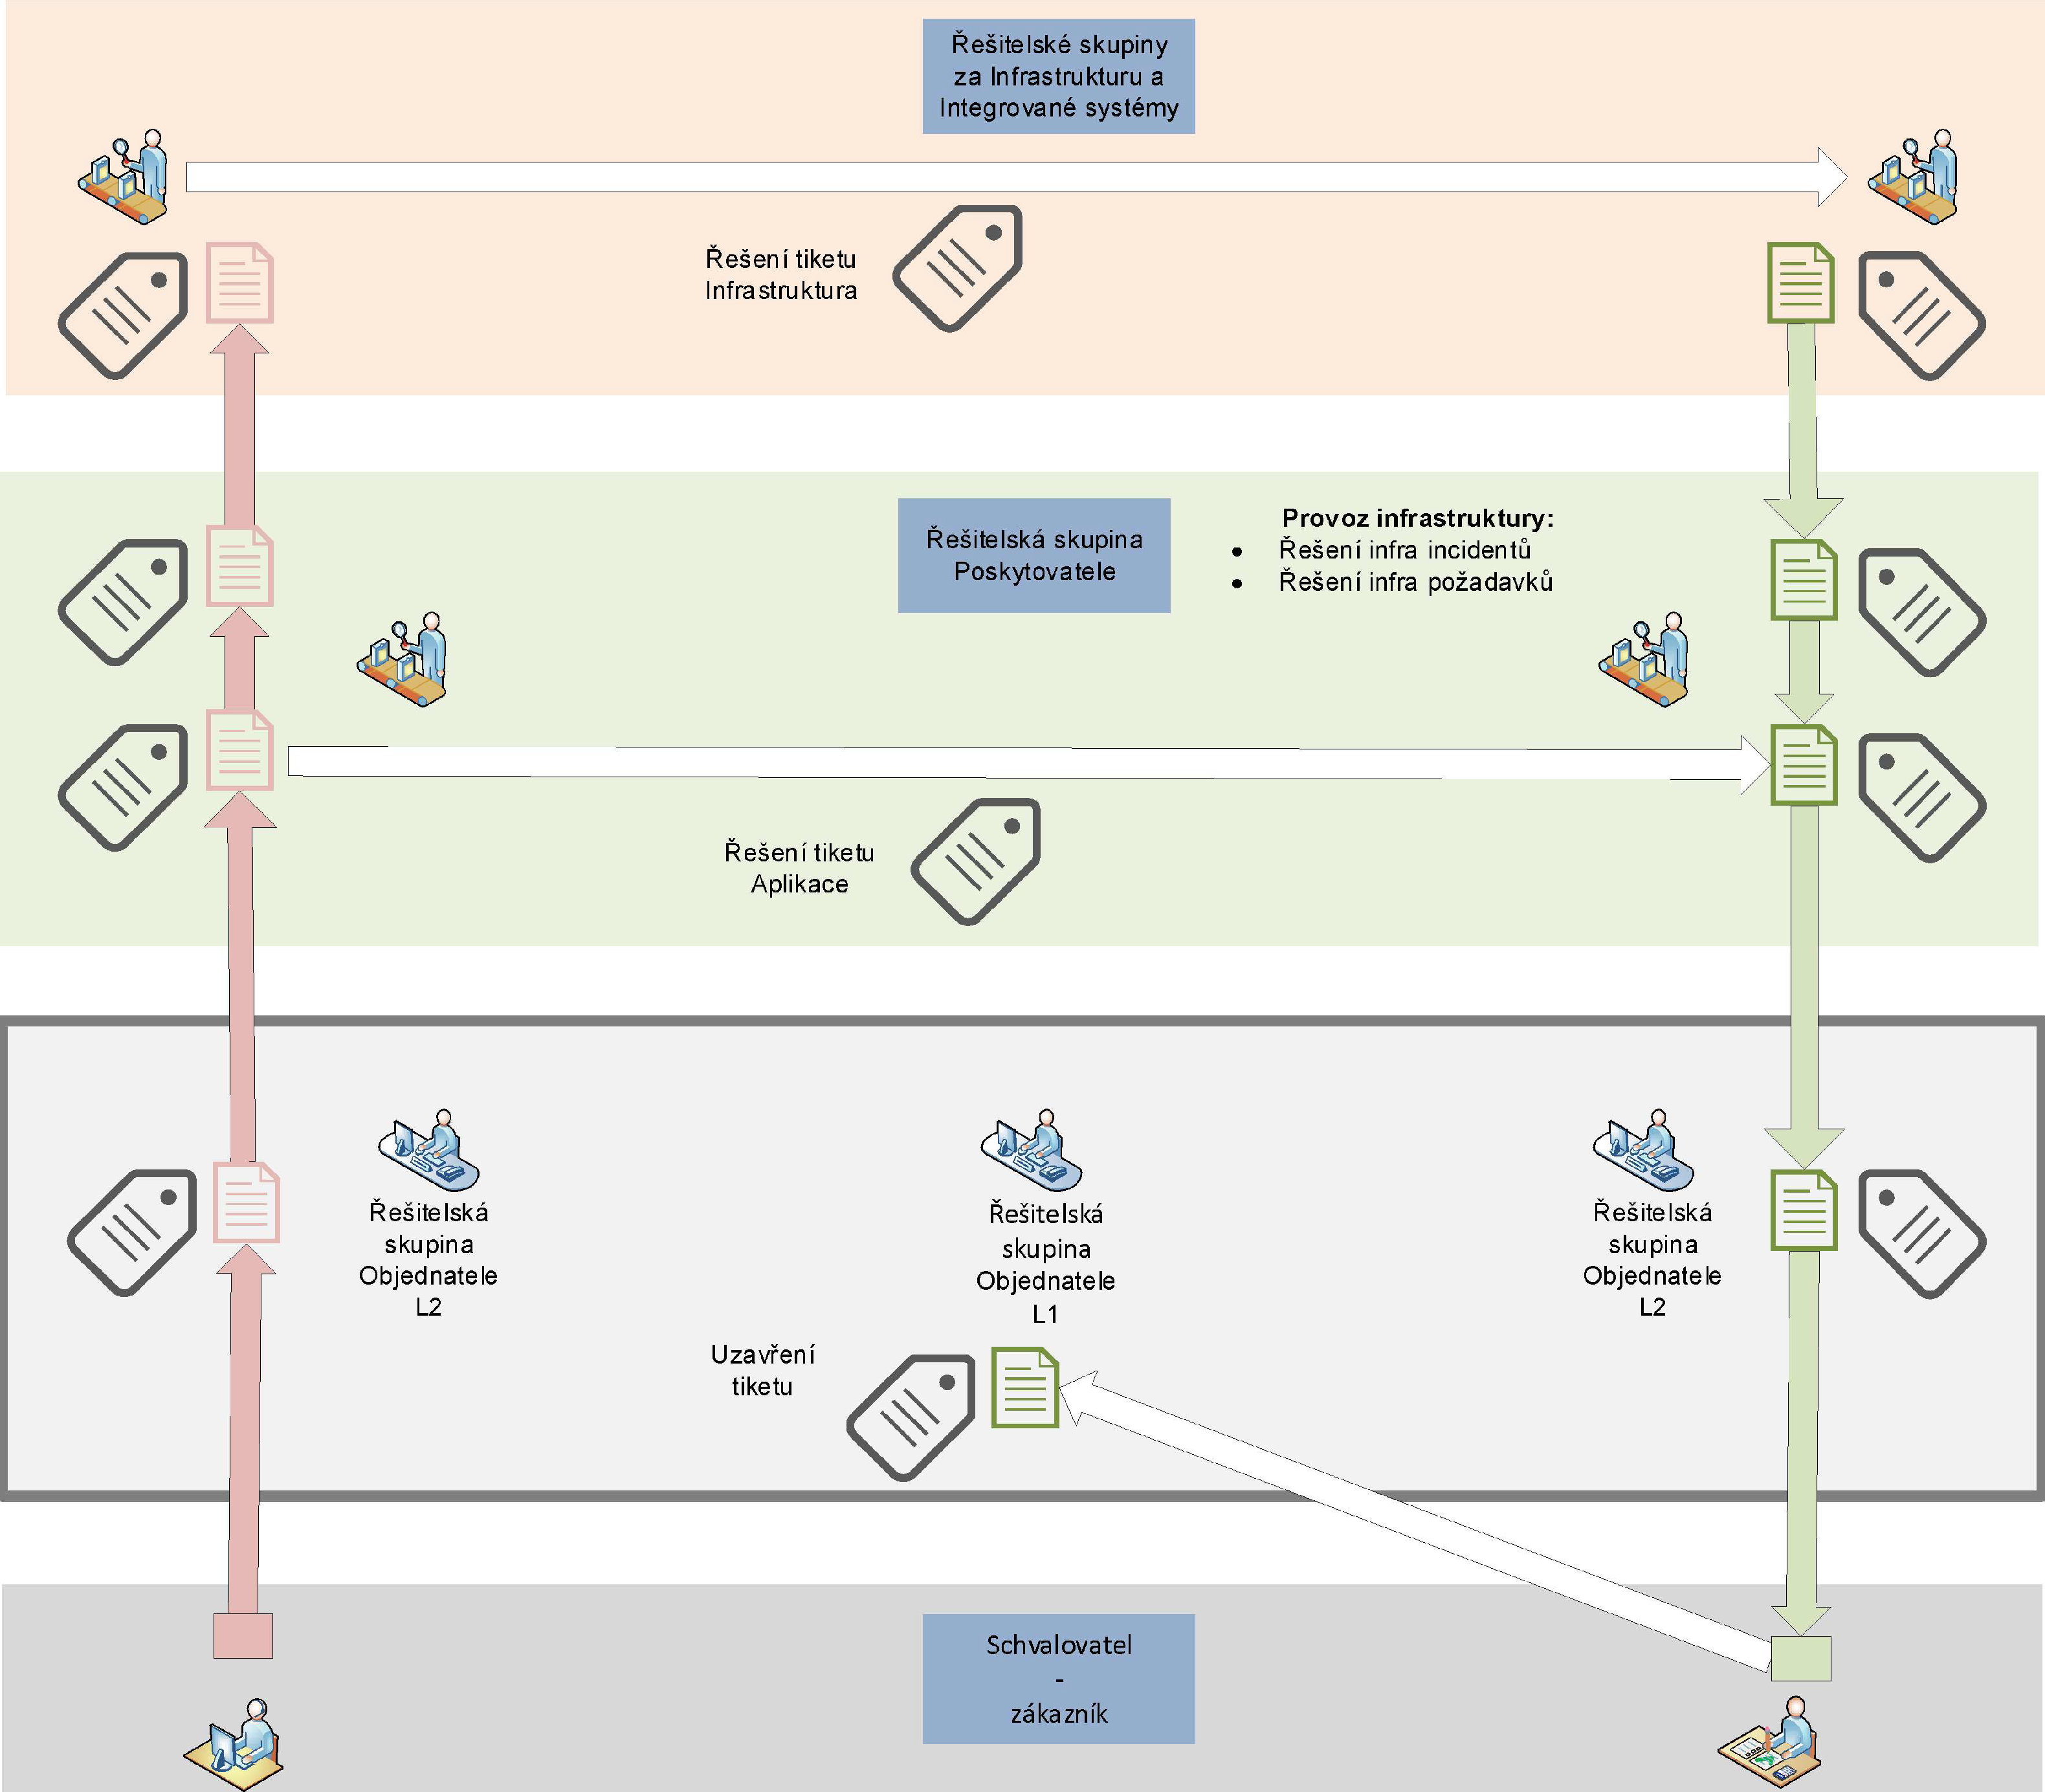 Řešitelské skupiny
za Infrastrukturu a
Integrované systémy
Řešení tiketu
Infrastruktura
Řešitelská skupina
Poskytovatele
Provoz infrastruktury:
• Řešení infra incidentů
• Řešení infra požadavků
Řešení tiketu
Aplikace
Řešitelská
skupina
Objednatele
L2
Řešitelská
skupina
Objednatele
L1
Řešitelská
skupina
Objednatele
L2
Uzavření
tiketu
Schvalovatel
-
zákazník